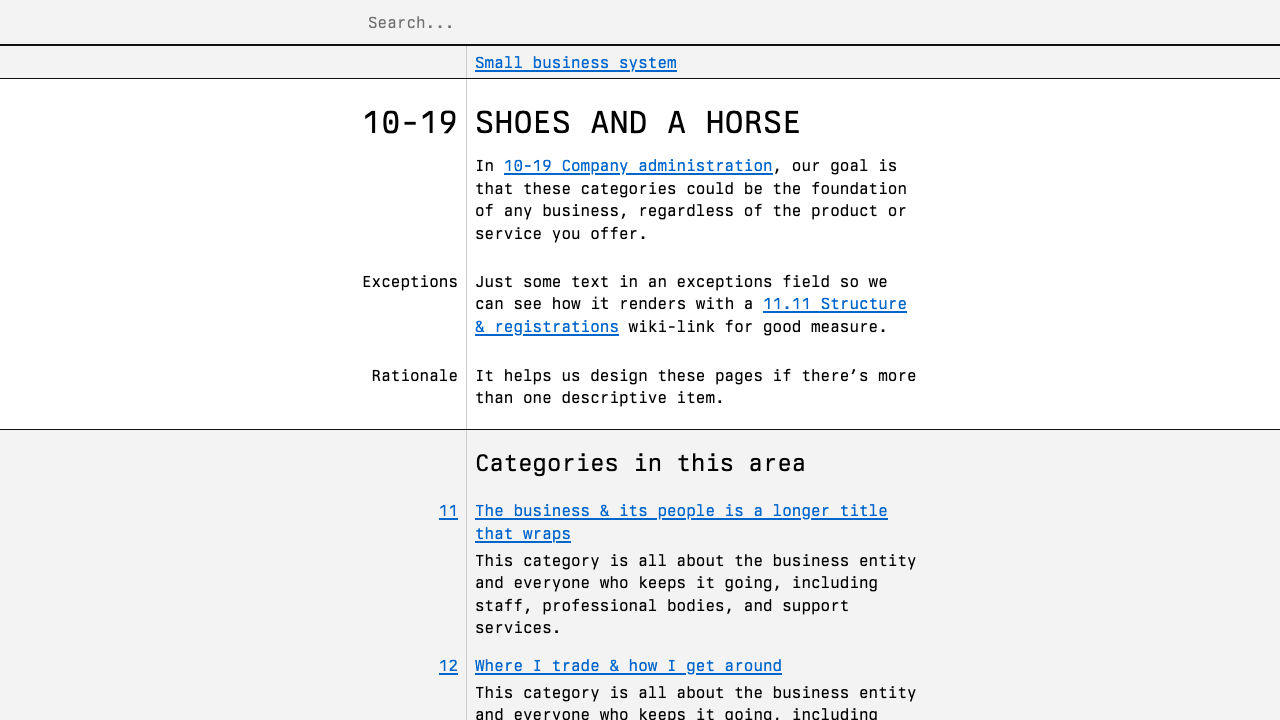 Search...
Small business system
10-19 SHOES AND A HORSE
In 10-19 Company administration, our goal is
that these categories could be the foundation
of any business, regardless of the product or
service you offer.
Exceptions Just some text in an exceptions field so we
can see how it renders with a 11.11 Structure
& registrations wiki-link for good measure.
Rationale It helps us design these pages if there’s more
than one descriptive item.
Categories in this area
11 The business & its people is a longer title
that wraps
This category is all about the business entity
and everyone who keeps it going, including
staff, professional bodies, and support
services.
12 Where I trade & how I get around
This category is all about the business entity
and everyone who keeps it going, including